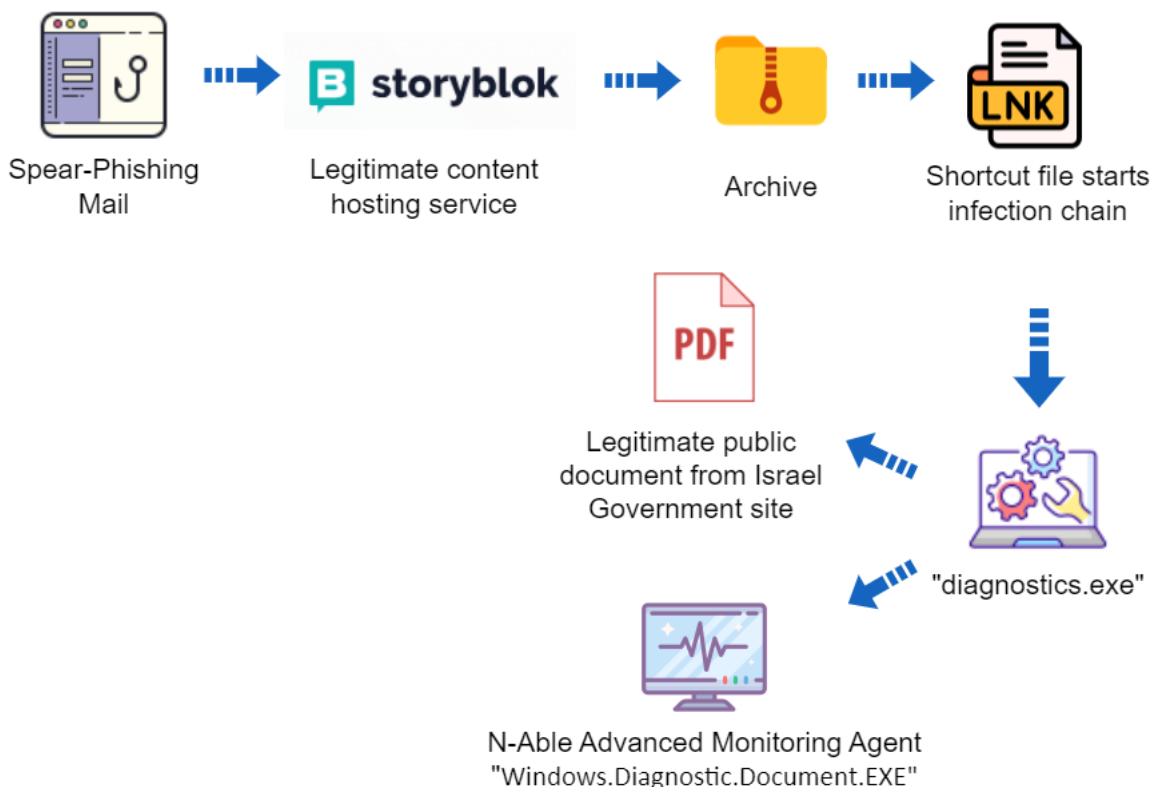 storyblok
LNK
Spear-Phishing
Mail
Legitimate content
hosting service
Archive
Shortcut file starts
infection chain
PDF
Legitimate public
document from Israel
Government site
"diagnostics.exe"
N-Able Advanced Monitoring Agent
"Windows.Diagnostic.Document.EXE"